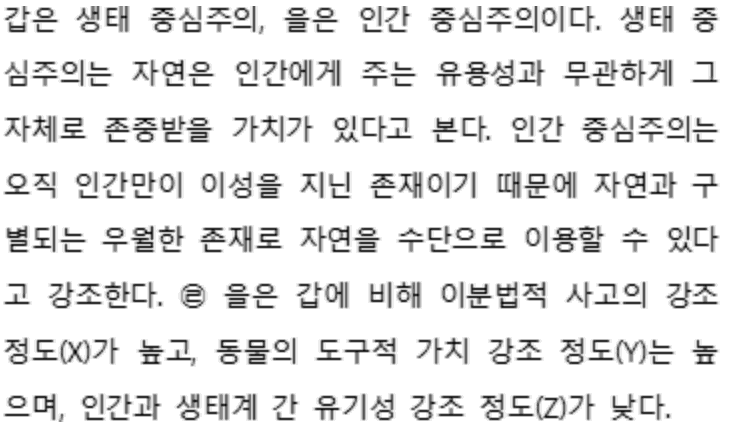 갑은 생태 중심주의, 을은 인간 중심주의이다. 생태 중
심주의는 자연은 인간에게 주는 유용성과 무관하게 그
자체로 존중받을 가치가 있다고 본다. 인간 중심주의는
오직 인간만이 이성을 지닌 존재이기 때문에 자연과 구
별되는 우월한 존재로 자연을 수단으로 이용할 수 있다
고 강조한다. ㉣ 을은 갑에 비해 이분법적 사고의 강조
정도(X)가 높고, 동물의 도구적 가치 강조 정도(Y)는 높
으며, 인간과 생태계 간 유기성 강조 정도(Z)가 낮다.